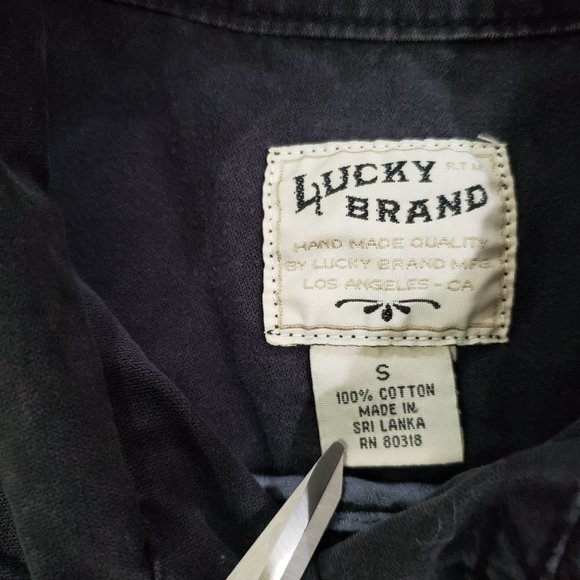 LUCKY R.T.M.
BRAND
HAND MADE QUALITY
BY LUCKY BRAND MFG
LOS ANGELES - CA
S
100% COTTON
MADE IN
SRI LANKA
RN 80318